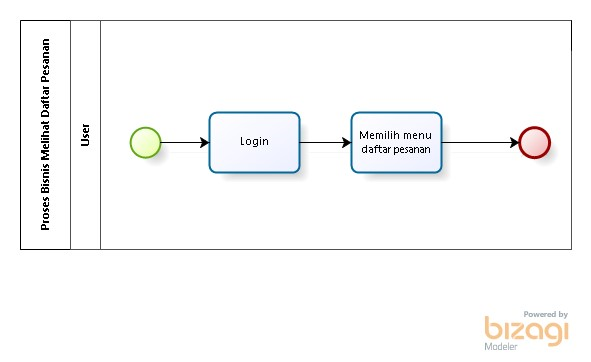 Proses Bisnis Melihat Daftar Pesanan
User
Login
Memilih menu
daftar pesanan
Powered by
bizagi
Modeler